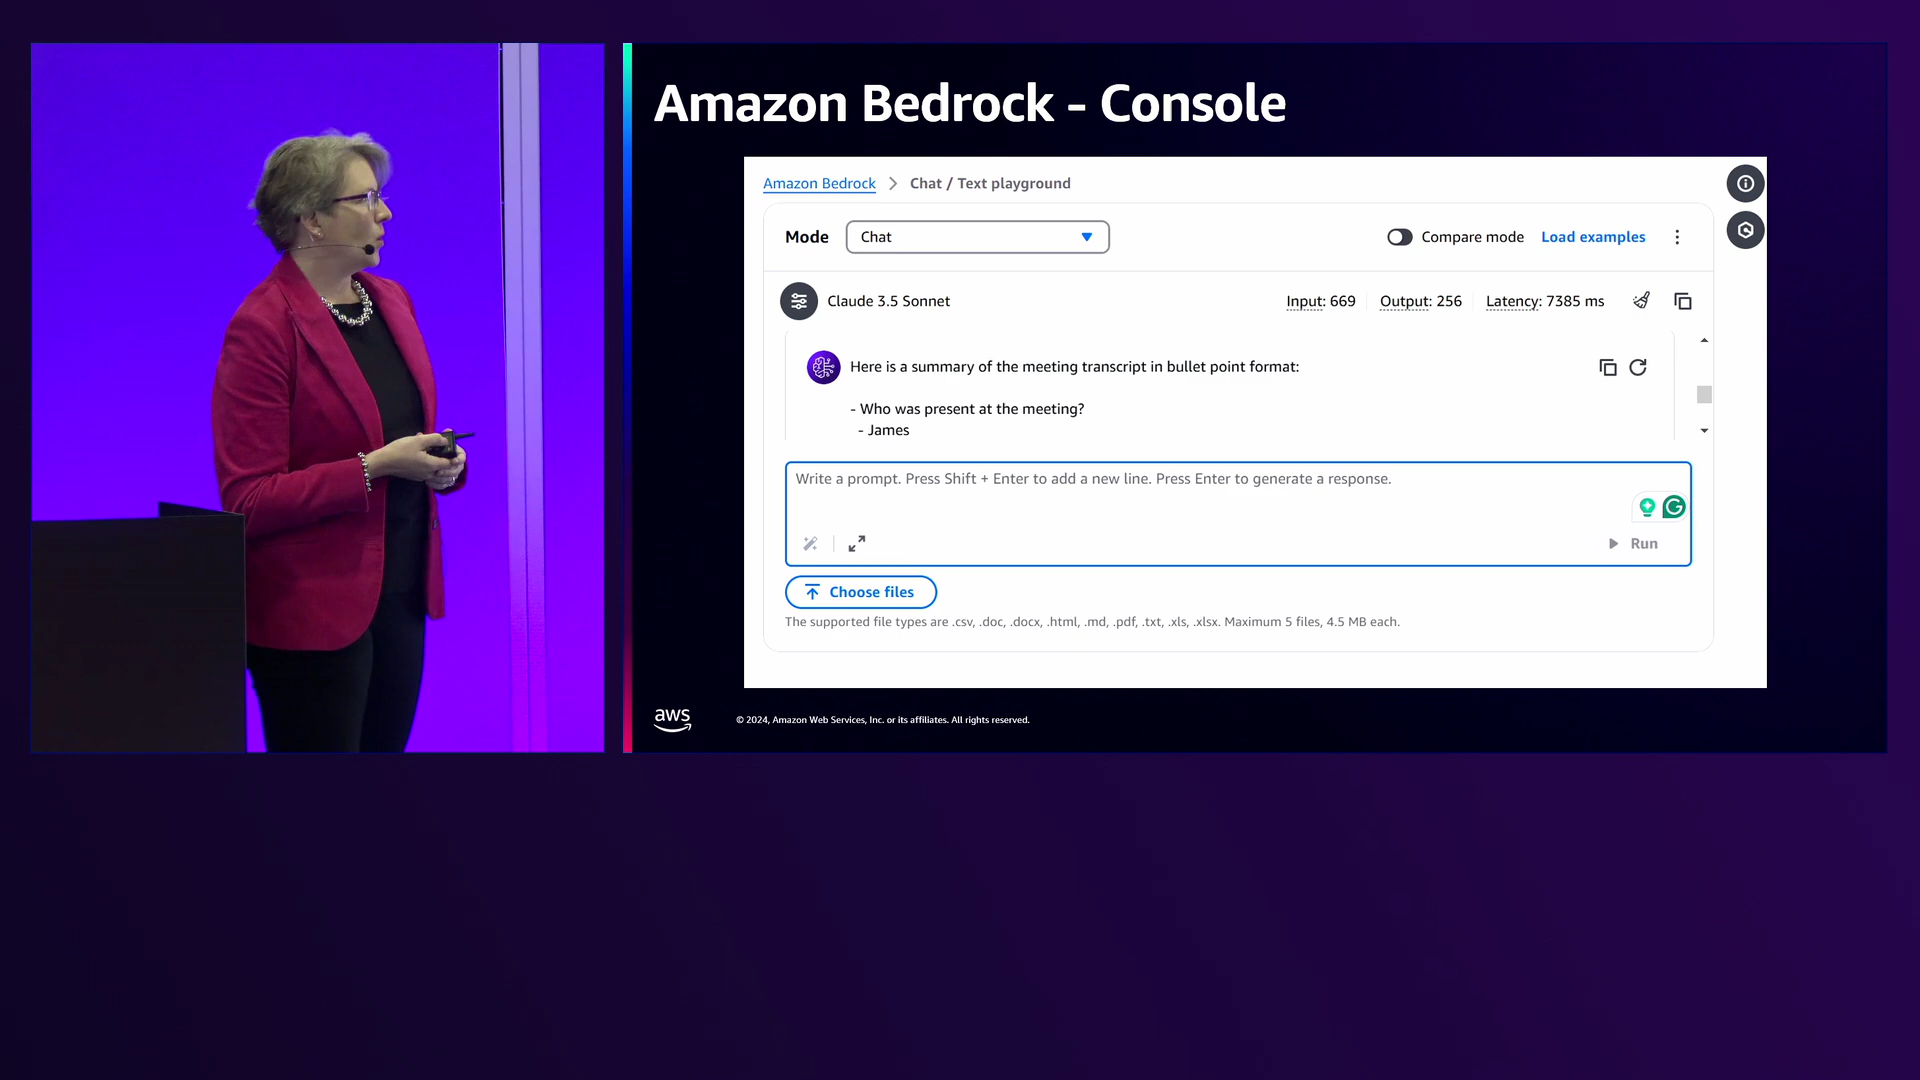 Amazon Bedrock - Console
Amazon Bedrock > Chat / Text playground
Mode Chat Compare mode Load examples
Claude 3.5 Sonnet Input: 669 Output: 256 Latency: 7385 ms
Here is a summary of the meeting transcript in bullet point format:
- Who was present at the meeting?
- James
Write a prompt. Press Shift + Enter to add a new line. Press Enter to generate a response.
Run
Choose files
The supported file types are .csv, .doc, .docx, .html, .md, .pdf, .txt, .xls, .xlsx. Maximum 5 files, 4.5 MB each.
aws © 2024, Amazon Web Services, Inc. or its affiliates. All rights reserved.